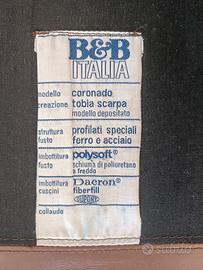 B&B
ITALIA
modello coronado
creazione tobia scarpa
modello depositato
struttura profilati speciali
fusto ferro e acciaio
imbottitura polysoft®
fusto schiuma di poliuretano
a freddo
imbottitura Dacron®
cuscini fiberfill
DUPONT
collaudo
subito